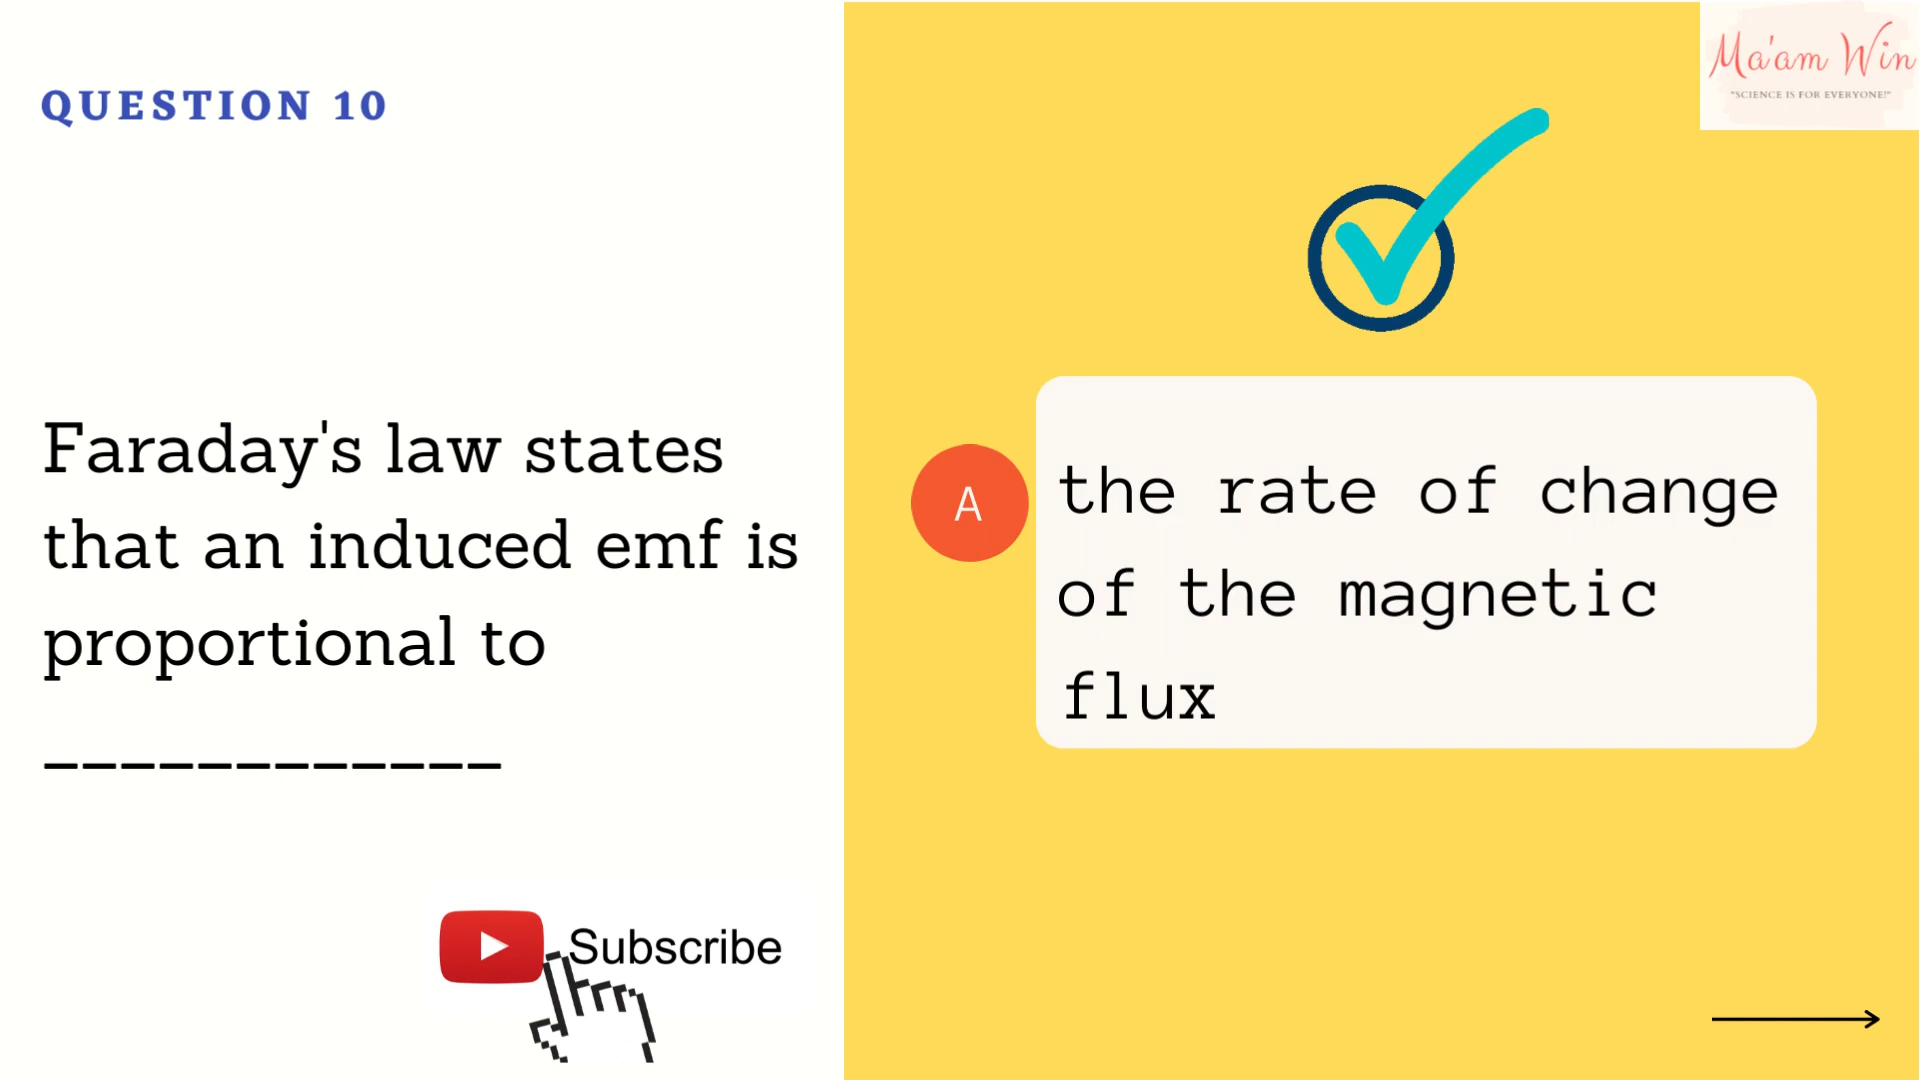 QUESTION 10
Faraday's law states
that an induced emf is
proportional to
____________
Subscribe
Ma'am Win
"SCIENCE IS FOR EVERYONE!"
A
the rate of change
of the magnetic
flux